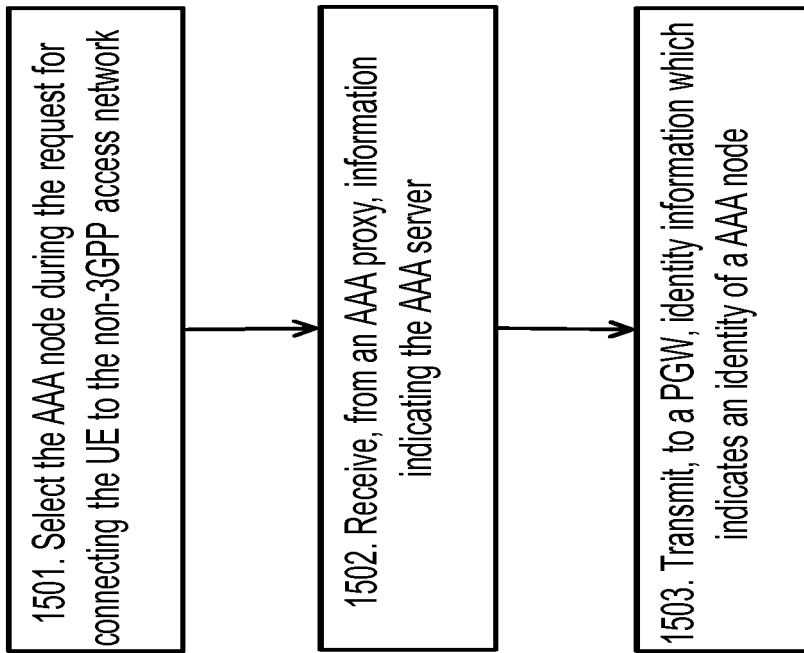 1501. Select the AAA node during the request for
connecting the UE to the non-3GPP access network
1502. Receive, from an AAA proxy, information
indicating the AAA server
1503. Transmit, to a PGW, identity information which
indicates an identity of a AAA node